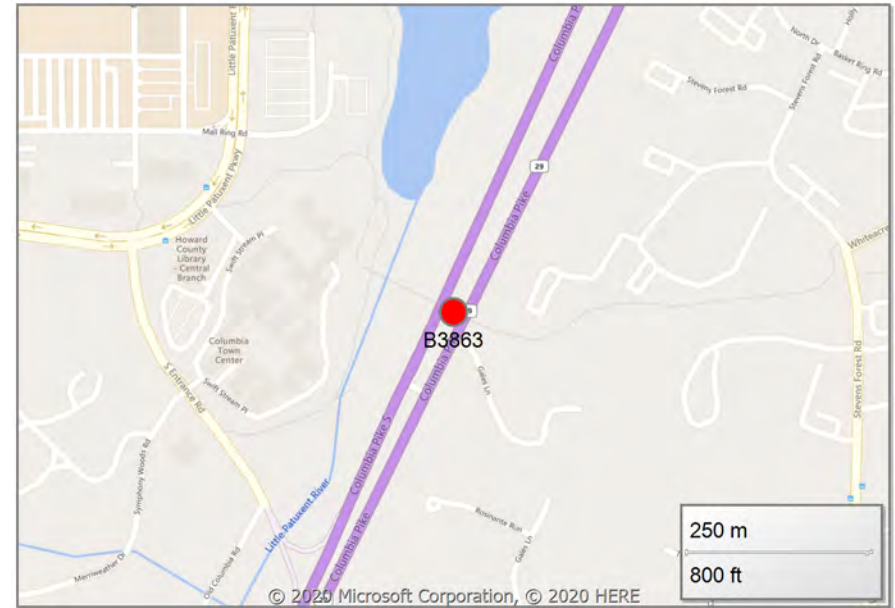 Little Patuxent P
Columbia P
Columbia Pike
29
Columbia Pike
Mall Ring Rd
Little Patuxent Pkwy
North Dr
Holly
Basket Ring Rd
Stevens Forest Rd
Stevens Forest Rd
Howard
County
Library
- Central
Branch
Swift Stream Pl
Whiteacre
B3863
Columbia
Town
Center
Columbia Pike S
Gales Ln
S Entrance Rd
Swift Stream Pl
Stevens Forest Rd
Symphony Woods Rd
Little Patuxent River
Columbia Pike
Rosinante Run
Gales Ln
Merriweather Dr
Old Columbia Rd
250 m
800 ft
© 2020 Microsoft Corporation, © 2020 HERE